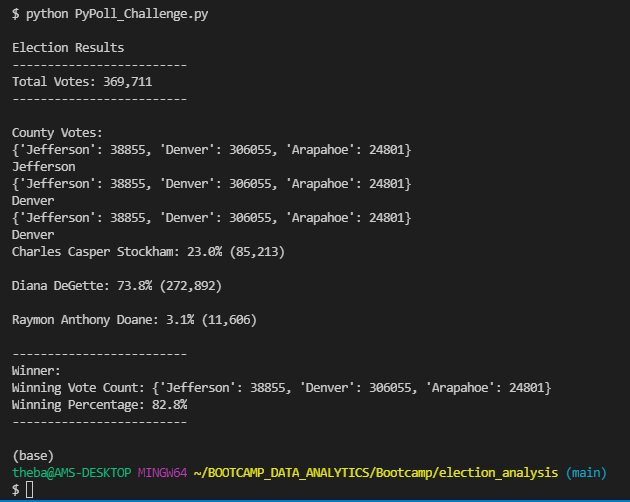 $ python PyPoll_Challenge.py
Election Results
-------------------------
Total Votes: 369,711
-------------------------
County Votes:
{'Jefferson': 38855, 'Denver': 306055, 'Arapahoe': 24801}
Jefferson
{'Jefferson': 38855, 'Denver': 306055, 'Arapahoe': 24801}
Denver
{'Jefferson': 38855, 'Denver': 306055, 'Arapahoe': 24801}
Denver
Charles Casper Stockham: 23.0% (85,213)
Diana DeGette: 73.8% (272,892)
Raymon Anthony Doane: 3.1% (11,606)
-------------------------
Winner:
Winning Vote Count: {'Jefferson': 38855, 'Denver': 306055, 'Arapahoe': 24801}
Winning Percentage: 82.8%
-------------------------
(base)
theba@AMS-DESKTOP MINGW64 ~/BOOTCAMP_DATA_ANALYTICS/Bootcamp/election_analysis (main)
$